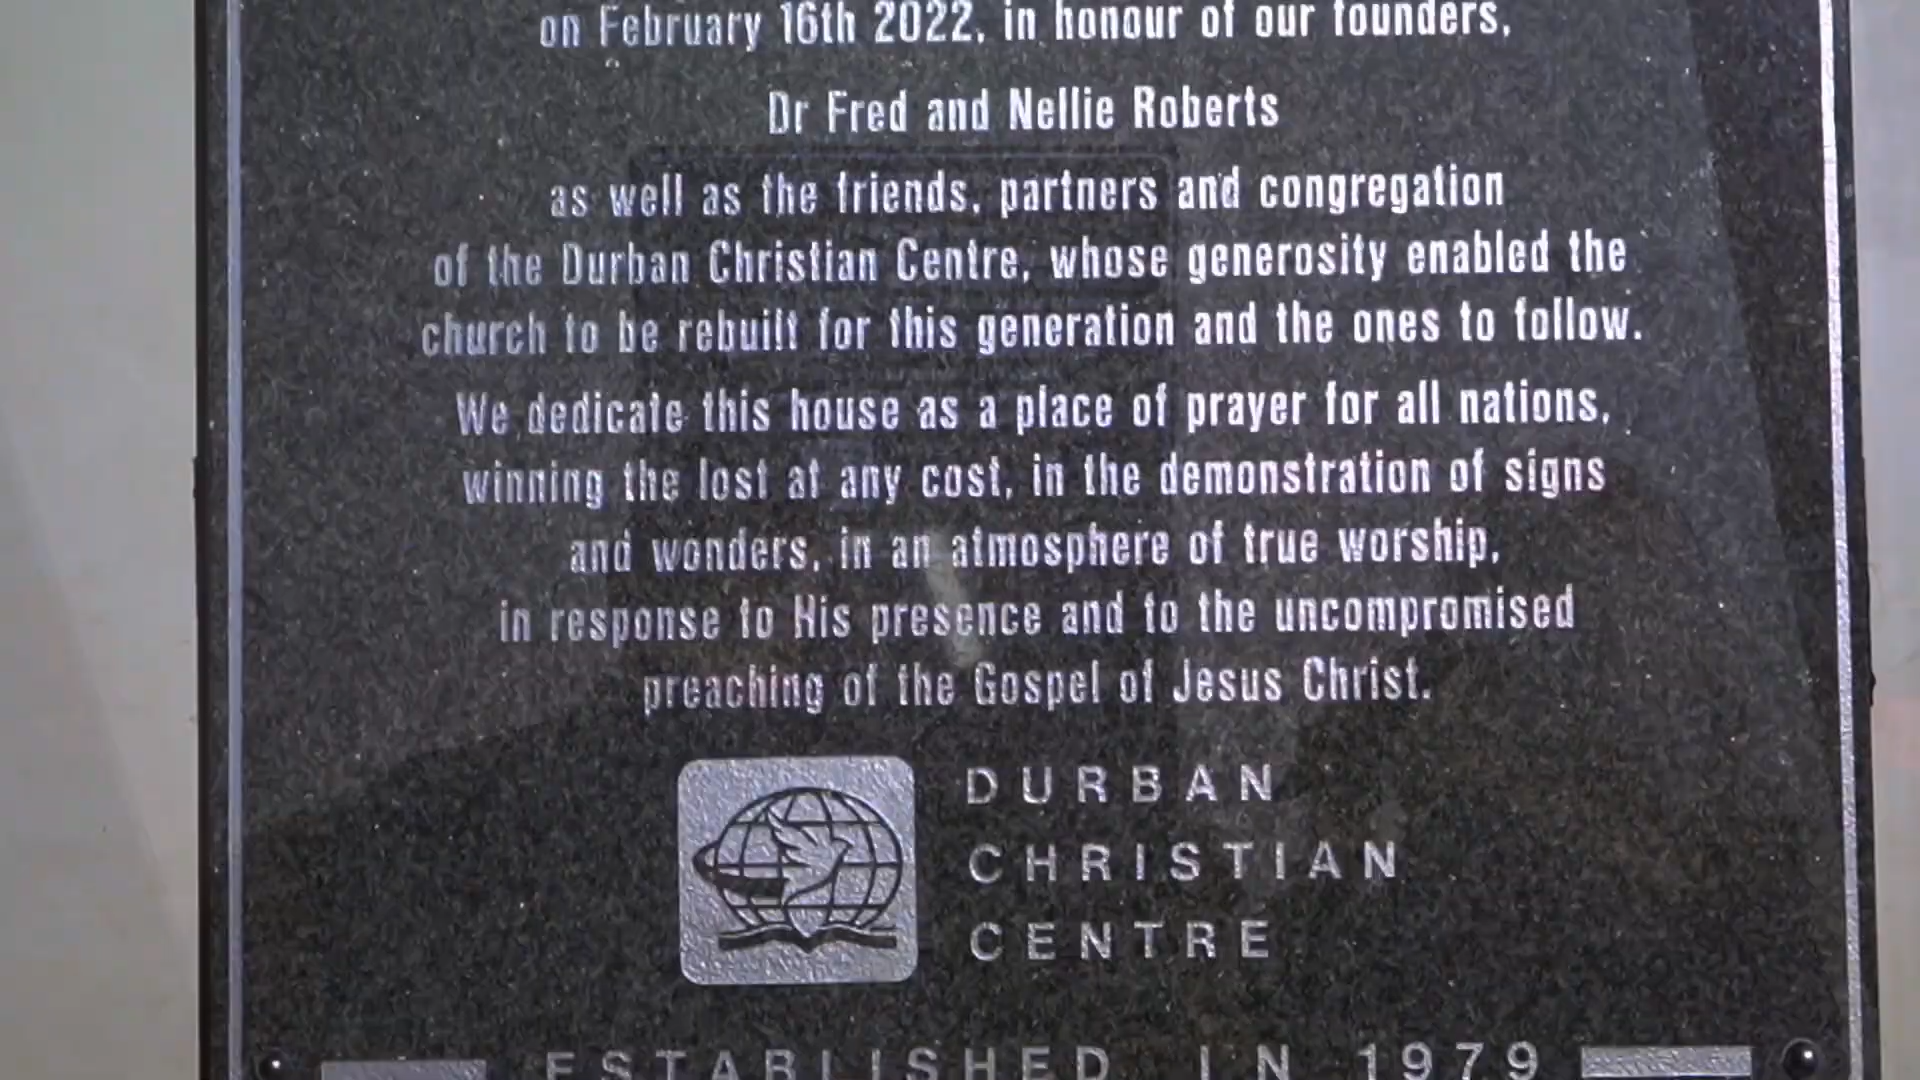 on February 16th 2022, in honour of our founders,
Dr Fred and Nellie Roberts
as well as the friends, partners and congregation
of the Durban Christian Centre, whose generosity enabled the
church to be rebuilt for this generation and the ones to follow.
We dedicate this house as a place of prayer for all nations,
winning the lost at any cost, in the demonstration of signs
and wonders, in an atmosphere of true worship,
in response to His presence and to the uncompromised
preaching of the Gospel of Jesus Christ.
DURBAN
CHRISTIAN
CENTRE
ESTABLISHED IN 1979